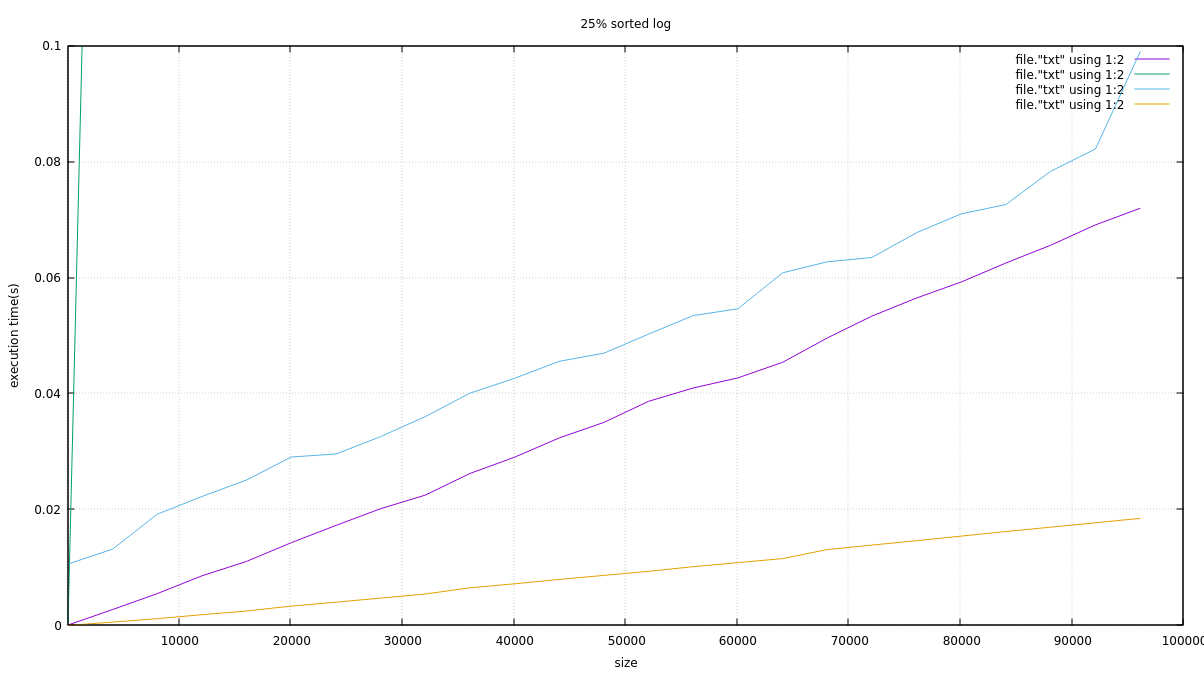 25% sorted log
file."txt" using 1:2
file."txt" using 1:2
file."txt" using 1:2
file."txt" using 1:2
0.1
0.08
0.06
0.04
0.02
0
execution time(s)
10000 20000 30000 40000 50000 60000 70000 80000 90000 100000
size